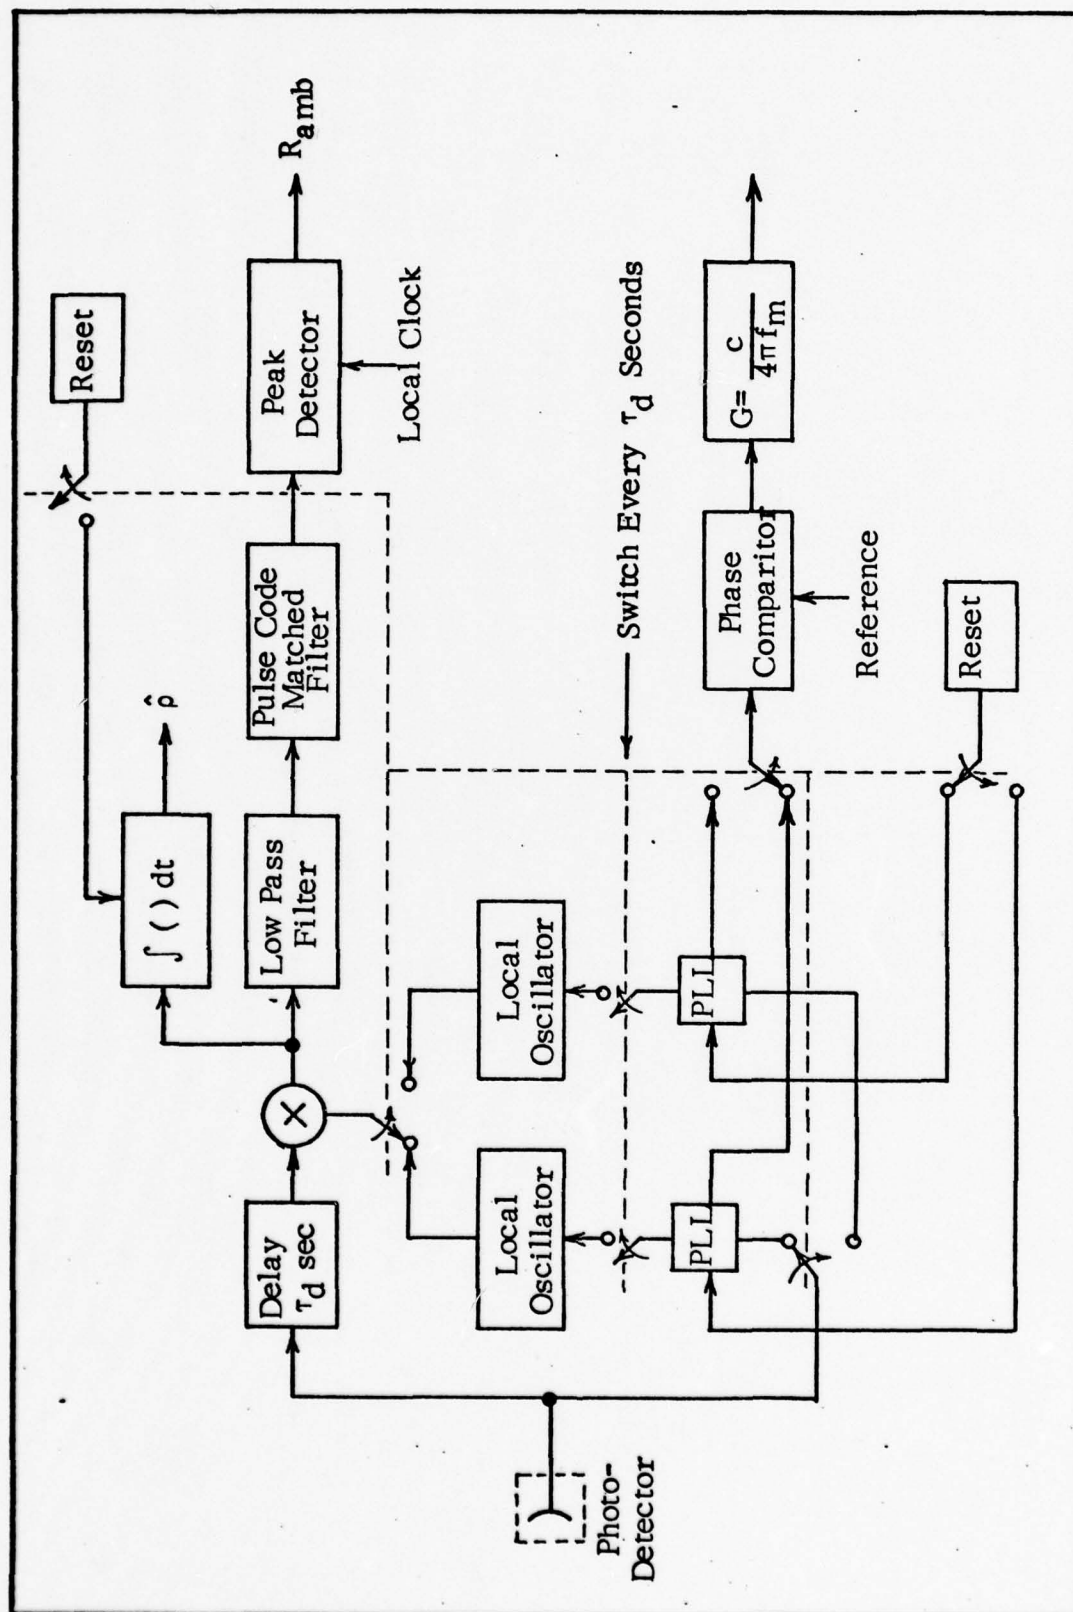 Reset
∫ ( ) dt
ρ̂
Photo-
Detector
Delay
τd sec
×
Low Pass
Filter
Pulse Code
Matched
Filter
Peak
Detector
Ramb
Local Clock
Local
Oscillator
Local
Oscillator
Switch Every τd Seconds
PLL
PLL
Phase
Comparitor
G= c
4πfm
Reference
Reset